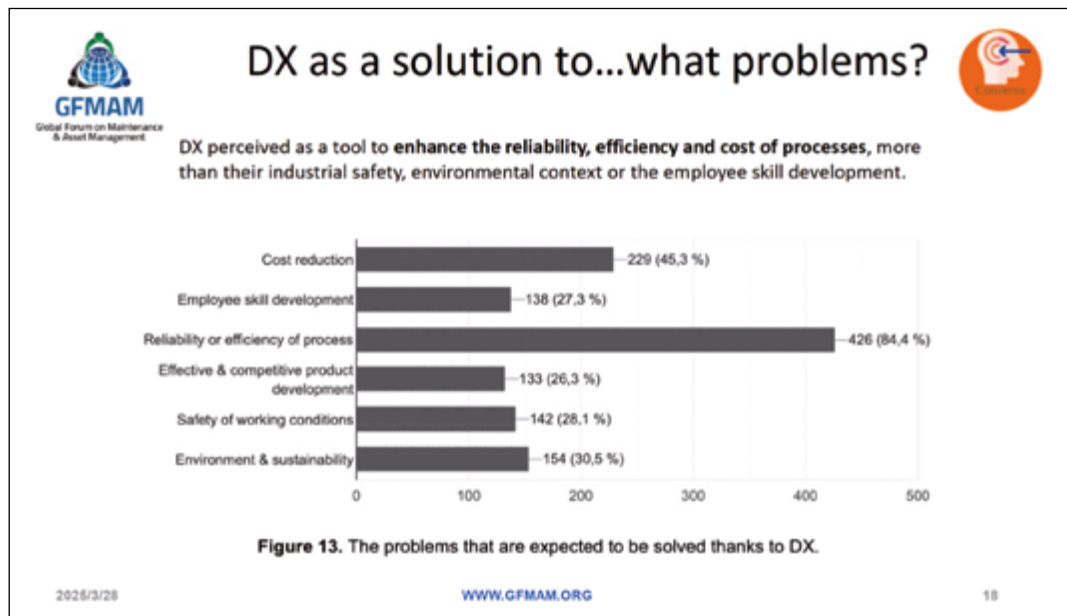 DX as a solution to...what problems?
GFMAM
Global Forum on Maintenance
& Asset Management
Concerns
DX perceived as a tool to enhance the reliability, efficiency and cost of processes, more
than their industrial safety, environmental context or the employee skill development.
Cost reduction
229 (45,3 %)
Employee skill development
138 (27,3 %)
Reliability or efficiency of process
426 (84,4 %)
Effective & competitive product
development
133 (26,3 %)
Safety of working conditions
142 (28,1 %)
Environment & sustainability
154 (30,5 %)
0 100 200 300 400 500
Figure 13. The problems that are expected to be solved thanks to DX.
2025/3/28 WWW.GFMAM.ORG 18